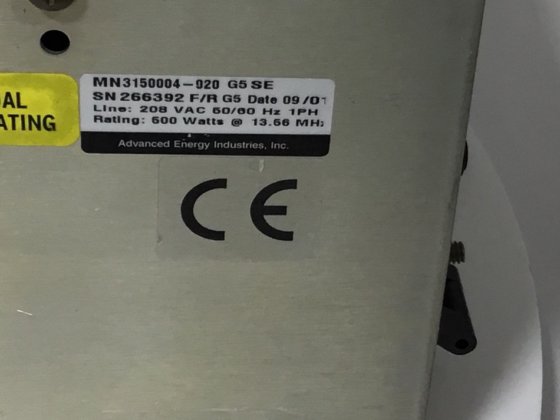 MN3150004-020 G5 SE
SN 266392 F/R G5 Date 09/01
Line: 208 VAC 50/60 Hz 1PH
Rating: 600 Watts @ 13.56 MHz
Advanced Energy Industries, Inc.
AL
ATING
CE